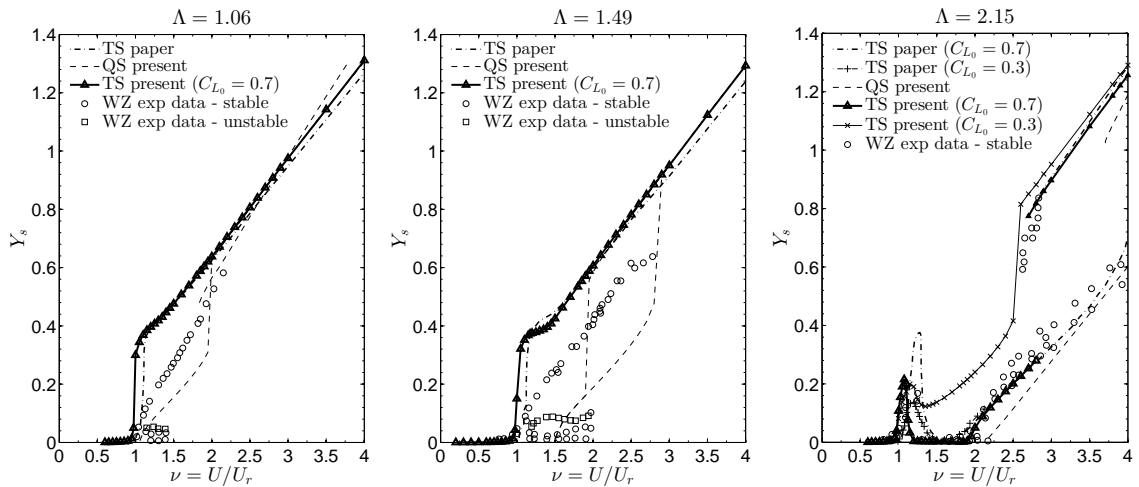 Λ = 1.06
1.4
1.2
1
0.8
0.6
0.4
0.2
0
Y_s
TS paper
QS present
TS present (C_{L_0} = 0.7)
WZ exp data - stable
WZ exp data - unstable
0 0.5 1 1.5 2 2.5 3 3.5 4
ν = U/U_r
Λ = 1.49
1.4
1.2
1
0.8
0.6
0.4
0.2
0
Y_s
TS paper
QS present
TS present (C_{L_0} = 0.7)
WZ exp data - stable
WZ exp data - unstable
0 0.5 1 1.5 2 2.5 3 3.5 4
ν = U/U_r
Λ = 2.15
1.4
1.2
1
0.8
0.6
0.4
0.2
0
Y_s
TS paper (C_{L_0} = 0.7)
TS paper (C_{L_0} = 0.3)
QS present
TS present (C_{L_0} = 0.7)
TS present (C_{L_0} = 0.3)
WZ exp data - stable
0 0.5 1 1.5 2 2.5 3 3.5 4
ν = U/U_r